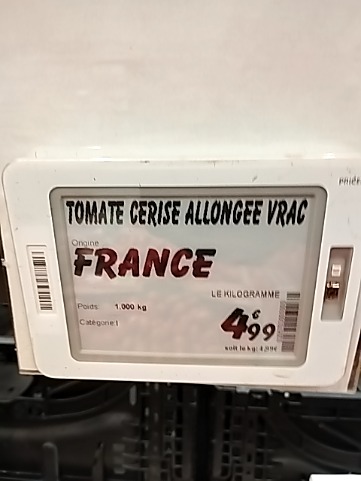 TOMATE CERISE ALLONGEE VRAC
Origine
FRANCE
LE KILOGRAMME
Poids: 1.000 kg
4€99
Catégorie:I
soit le kg: 4,99€